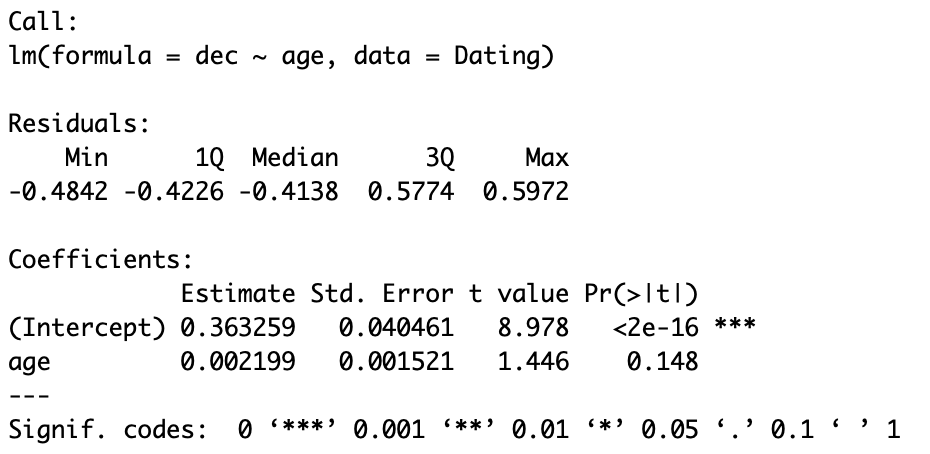 Call:
lm(formula = dec ~ age, data = Dating)
Residuals:
    Min      1Q  Median      3Q     Max
-0.4842 -0.4226 -0.4138  0.5774  0.5972
Coefficients:
            Estimate Std. Error t value Pr(>|t|)
(Intercept) 0.363259   0.040461   8.978   <2e-16 ***
age         0.002199   0.001521   1.446    0.148
---
Signif. codes:  0 ‘***’ 0.001 ‘**’ 0.01 ‘*’ 0.05 ‘.’ 0.1 ‘ ’ 1